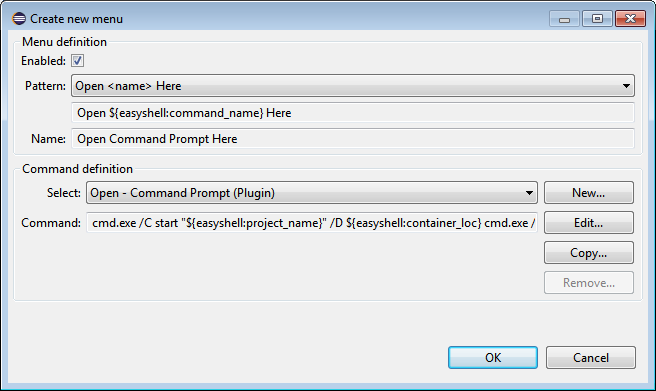 Create new menu
Menu definition
Enabled:
Pattern: Open <name> Here
Open ${easyshell:command_name} Here
Name: Open Command Prompt Here
Command definition
Select: Open - Command Prompt (Plugin) New...
Command: cmd.exe /C start "${easyshell:project_name}" /D ${easyshell:container_loc} cmd.exe / Edit...
Copy...
Remove...
OK Cancel